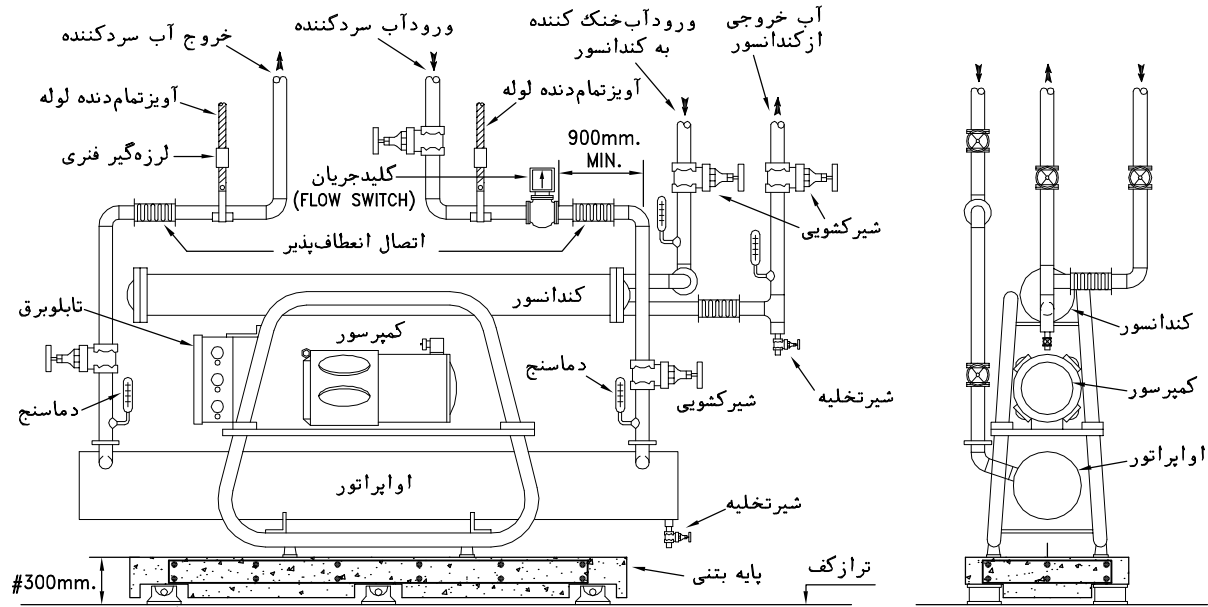 خروج آب سردکننده
ورودآب سردکننده
ورودآب‌خنک کننده
به کندانسور
آب خروجی
ازکندانسور
آویزتمام‌دنده لوله
آویزتمام‌دنده لوله
900mm.
MIN.
لرزه‌گیر فنری
کلیدجریان
(FLOW SWITCH)
شیرکشویی
اتصال انعطاف‌پذیر
کندانسور
تابلوبرق
کمپرسور
کندانسور
دماسنج
دماسنج
شیرکشویی
شیرتخلیه
کمپرسور
اواپراتور
اواپراتور
شیرتخلیه
#300mm.
پایه بتنی
ترازکف